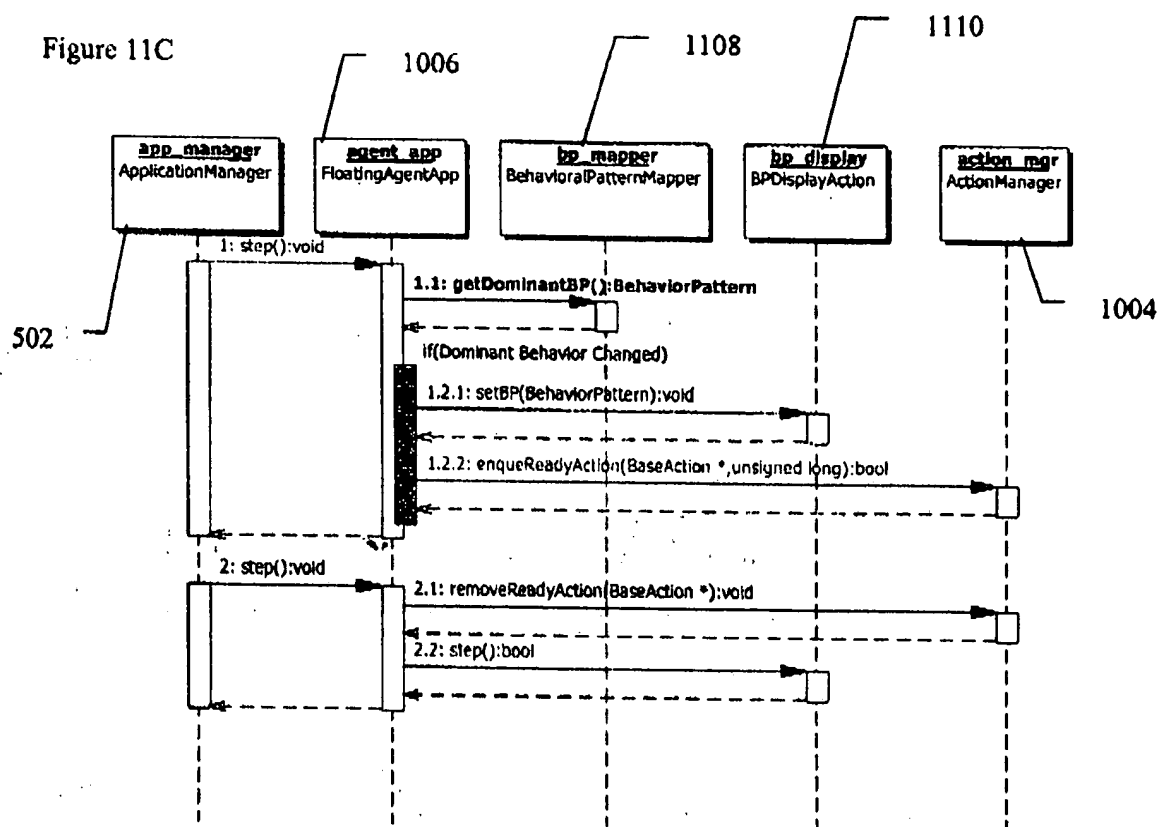 Figure 11C
1006
1108
1110
app_manager
ApplicationManager
agent_app
FloatingAgentApp
bp_mapper
BehavioralPatternMapper
bp_display
BPDisplayAction
action_mgr
ActionManager
502
1004
1: step():void
1.1: getDominantBP():BehaviorPattern
if(Dominant Behavior Changed)
1.2.1: setBP(BehaviorPattern):void
1.2.2: enqueReadyAction(BaseAction *,unsigned long):bool
2: step():void
2.1: removeReadyAction(BaseAction *):void
2.2: step():bool